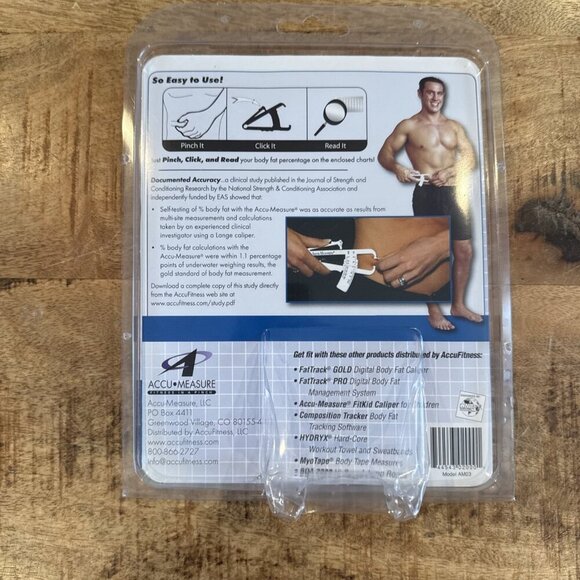 So Easy to Use!
Pinch It
Click It
Read It
Just Pinch, Click, and Read your body fat percentage on the enclosed charts!
Documented Accuracy...a clinical study published in the Journal of Strength and
Conditioning Research by the National Strength & Conditioning Association and
independently funded by EAS showed that:
• Self-testing of % body fat with the Accu-Measure® was as accurate as results from
multi-site measurements and calculations
taken by an experienced clinical
investigator using a Lange caliper.
• % body fat calculations with the
Accu-Measure® were within 1.1 percentage
points of underwater weighing results, the
gold standard of body fat measurement.
Download a complete copy of this study directly
from the AccuFitness web site at
www.accufitness.com/study.pdf
ACCU•MEASURE
FITNESS IN A PINCH
Accu-Measure, LLC
PO Box 4411
Greenwood Village, CO 80155-4
Distributed by AccuFitness, LLC
www.accufitness.com
800-866-2727
info@accufitness.com
Get fit with these other products distributed by AccuFitness:
• FatTrack® GOLD Digital Body Fat Caliper
• FatTrack® PRO Digital Body Fat
Management System
• Accu-Measure® FitKid Caliper for Children
• Composition Tracker Body Fat
Tracking Software
• HYDRYX® Hard-Core
Workout Towel and Sweatbands
• MyoTape® Body Tape Measure
44543 02000
Model AM03